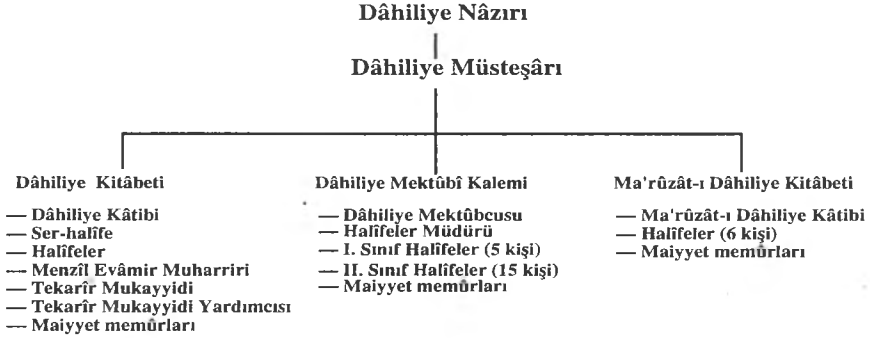 Dâhiliye Nâzırı
Dâhiliye Müsteşârı
Dâhiliye Kitâbeti
— Dâhiliye Kâtibi
— Ser-halîfe
— Halîfeler
— Menzîl Evâmir Muharriri
— Tekarîr Mukayyidi
— Tekarîr Mukayyidi Yardımcısı
— Maiyyet memûrları
Dâhiliye Mektûbî Kalemi
— Dâhiliye Mektûbcusu
— Halîfeler Müdürü
— I. Sınıf Halîfeler (5 kişi)
— II. Sınıf Halîfeler (15 kişi)
— Maiyyet memûrları
Ma'rûzât-ı Dâhiliye Kitâbeti
— Ma'rûzât-ı Dâhiliye Kâtibi
— Halîfeler (6 kişi)
— Maiyyet memûrları